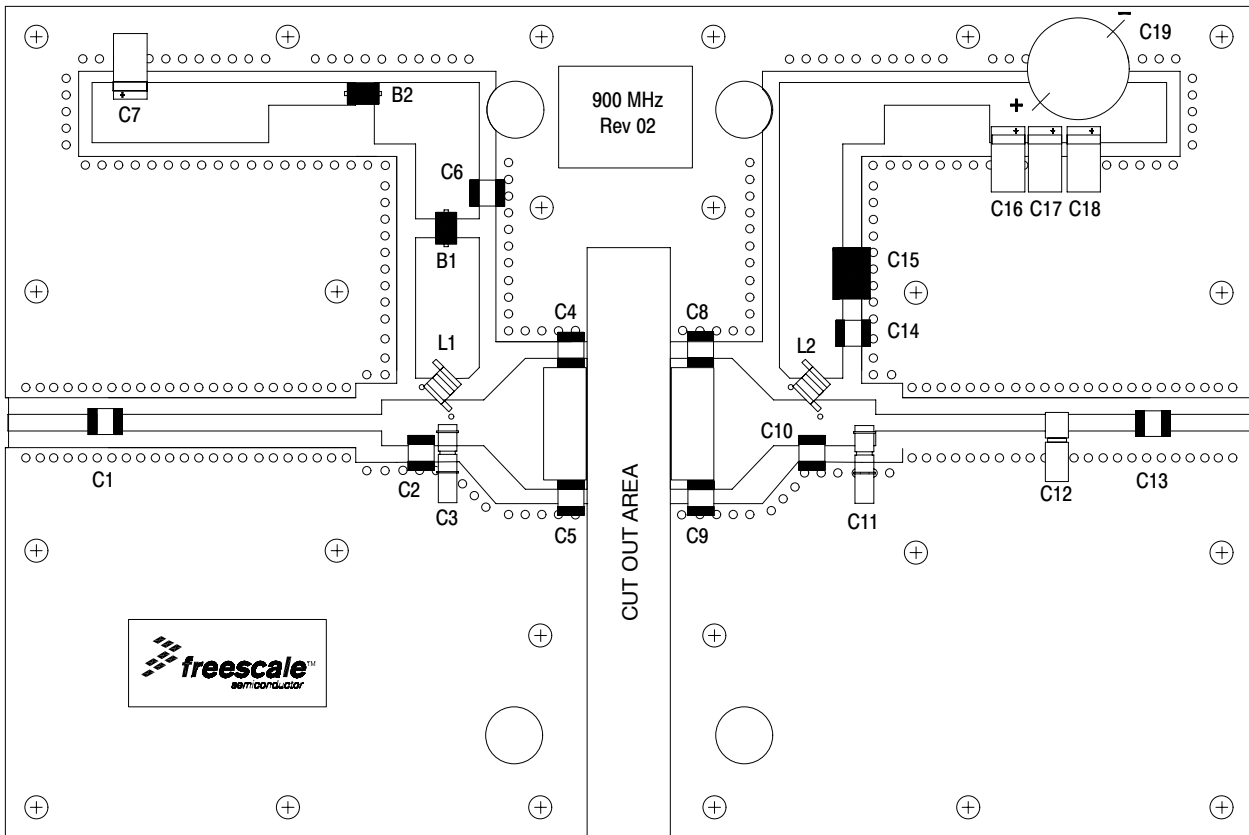 C19
C7
B2
900 MHz
Rev 02
C6
C16
C17
C18
B1
C15
C14
C4
C8
L1
L2
C1
C2
C3
C10
C11
C12
C13
C5
C9
CUT OUT AREA
freescale™
semiconductor